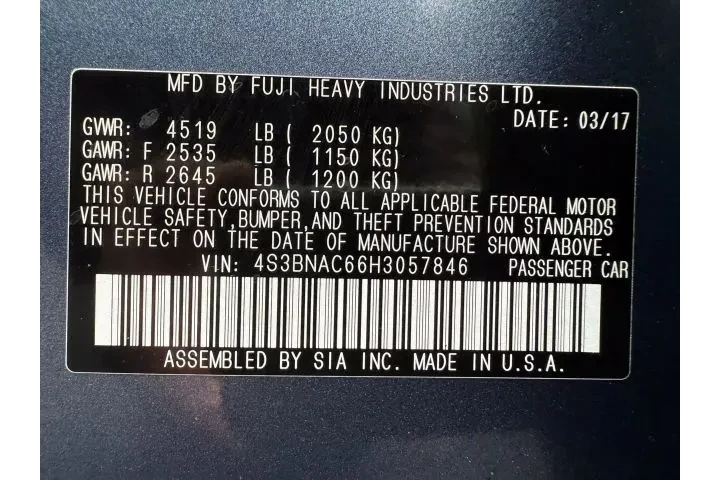 MFD BY FUJI HEAVY INDUSTRIES LTD.
DATE: 03/17
GVWR: 4519 LB ( 2050 KG)
GAWR: F 2535 LB ( 1150 KG)
GAWR: R 2645 LB ( 1200 KG)
THIS VEHICLE CONFORMS TO ALL APPLICABLE FEDERAL MOTOR
VEHICLE SAFETY,BUMPER,AND THEFT PREVENTION STANDARDS
IN EFFECT ON THE DATE OF MANUFACTURE SHOWN ABOVE.
VIN: 4S3BNAC66H3057846 PASSENGER CAR
ASSEMBLED BY SIA INC. MADE IN U.S.A.